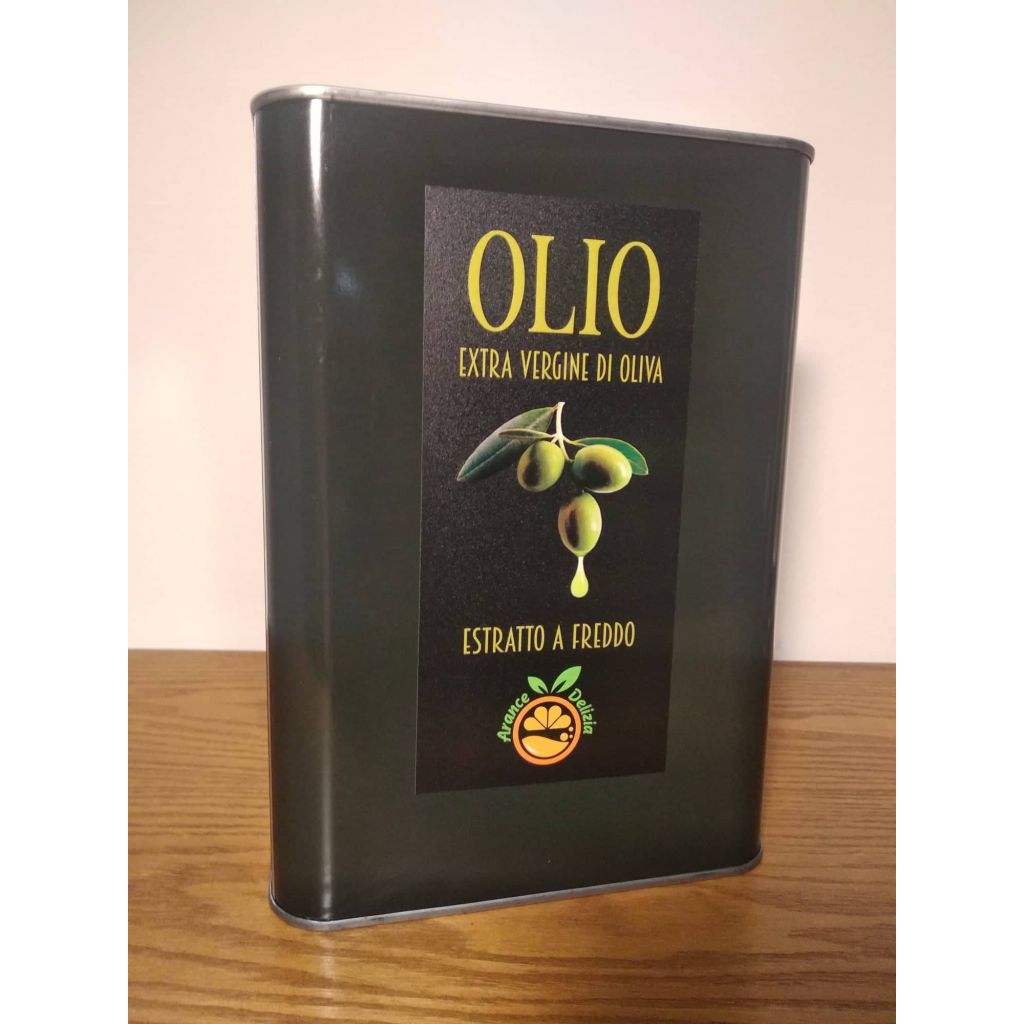 OLIO
EXTRA VERGINE DI OLIVA
ESTRATTO A FREDDO
Arance Delizia